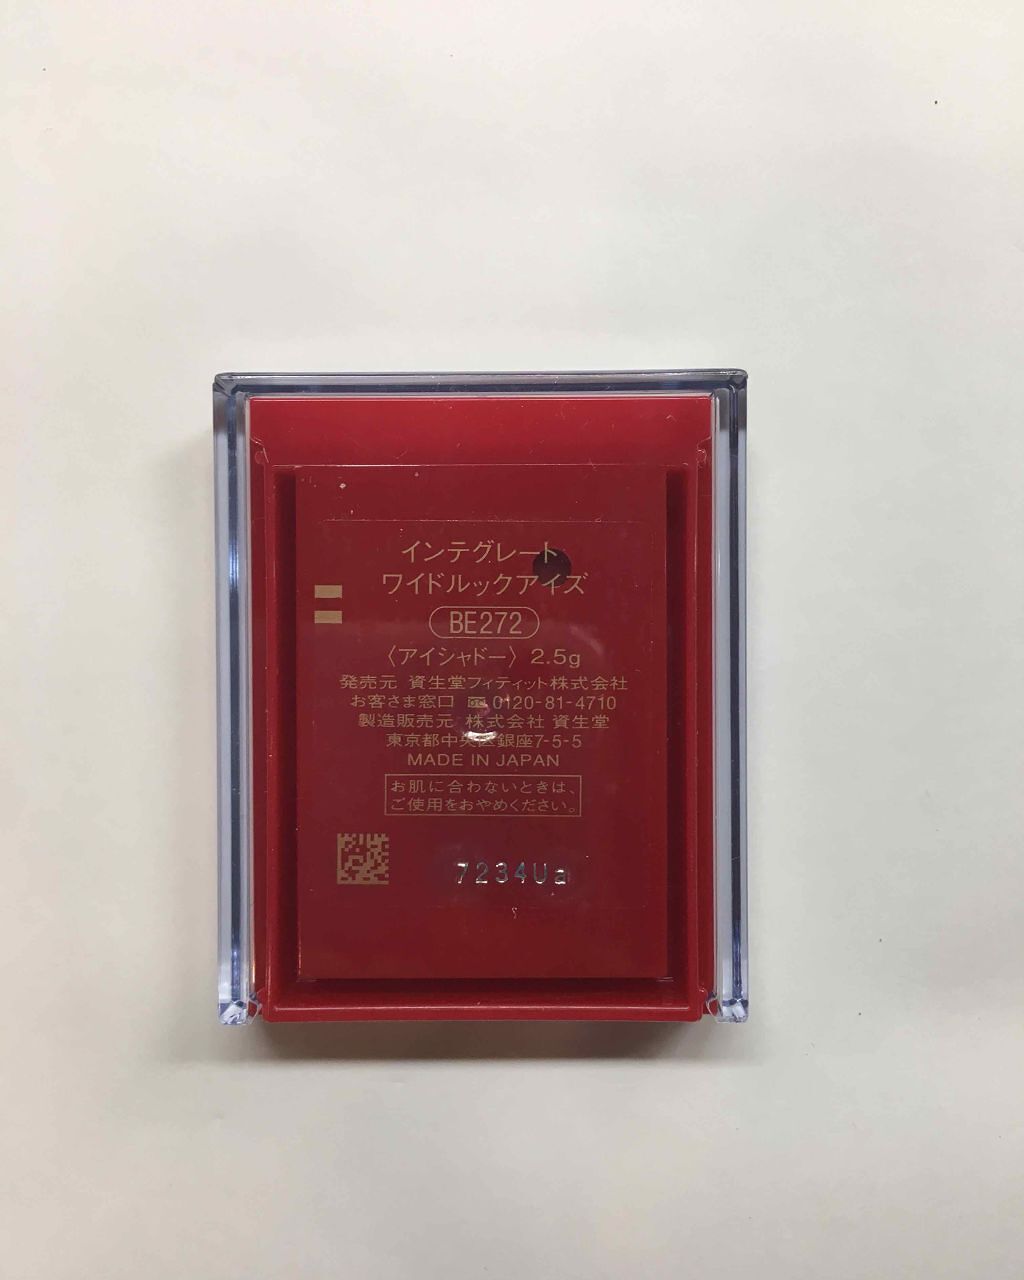 インテグレート
ワイドルックアイズ
BE272
〈アイシャドー〉 2.5g
発売元 資生堂フィティット株式会社
お客さま窓口 0120-81-4710
製造販売元 株式会社 資生堂
東京都中央区銀座7-5-5
MADE IN JAPAN
お肌に合わないときは、
ご使用をおやめください。
7234Ua